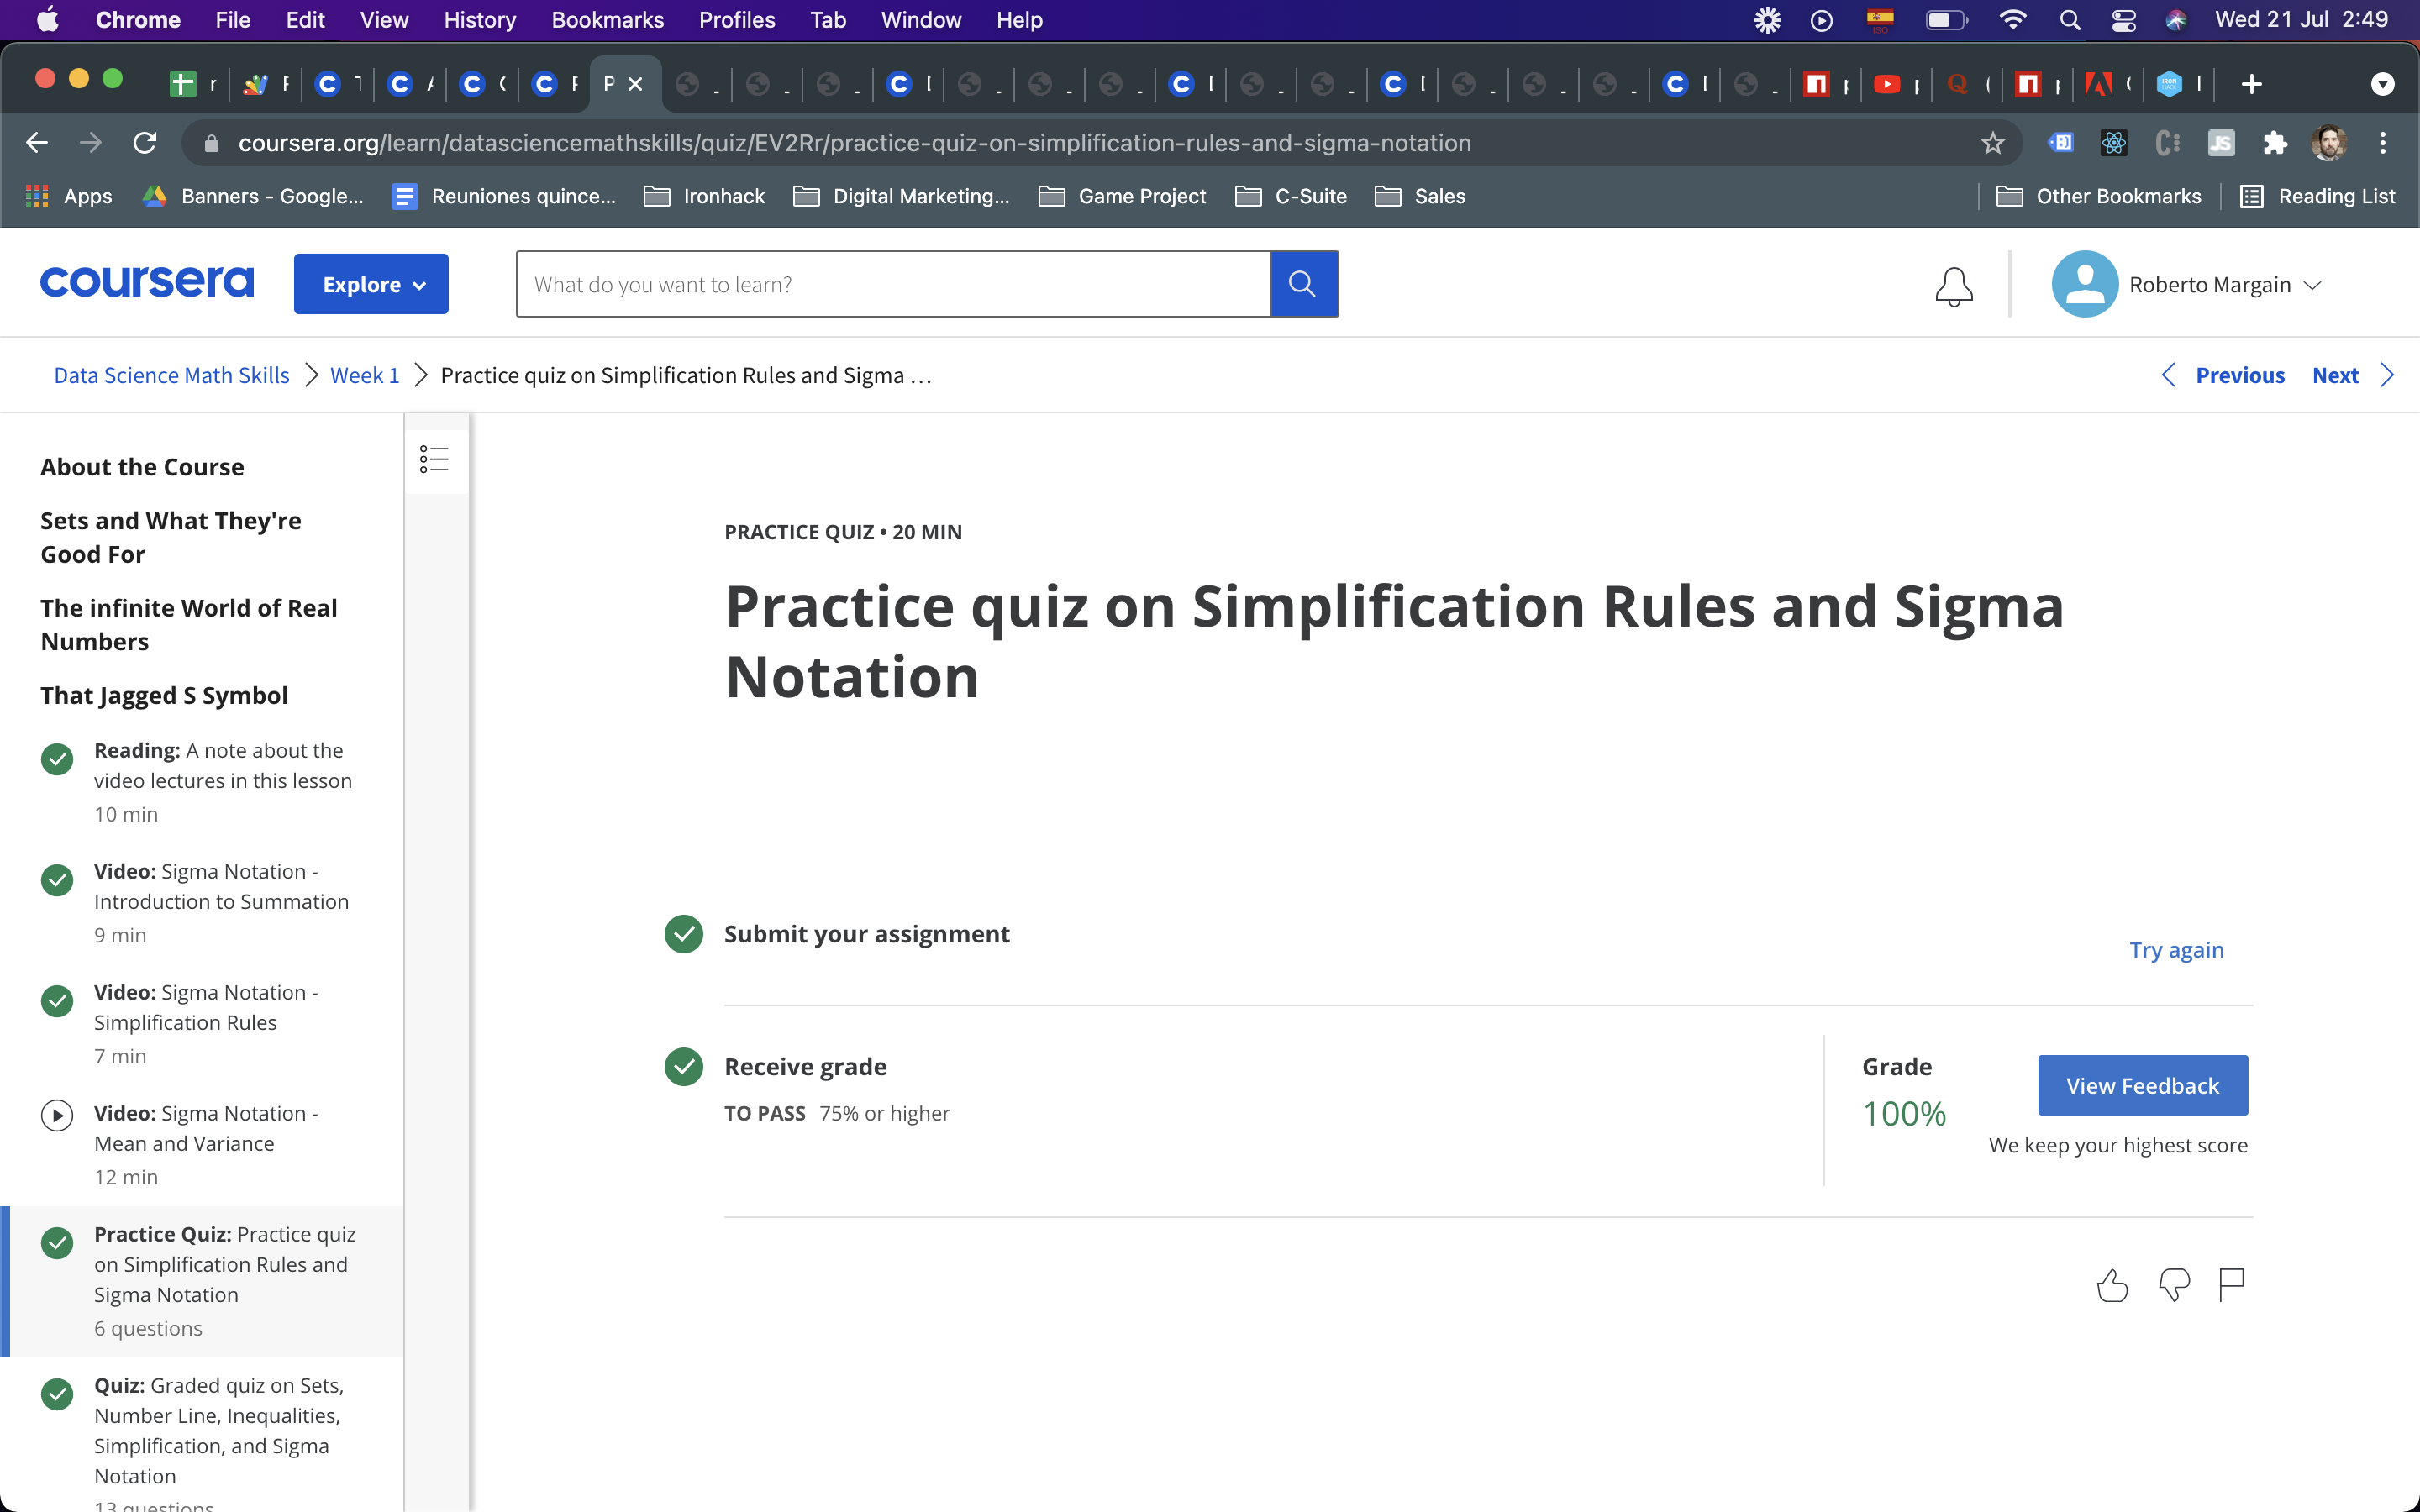 Chrome File Edit View History Bookmarks Profiles Tab Window Help
ISO
Wed 21 Jul 2:49
coursera.org/learn/datasciencemathskills/quiz/EV2Rr/practice-quiz-on-simplification-rules-and-sigma-notation
Apps Banners - Google... Reuniones quince... Ironhack Digital Marketing... Game Project C-Suite Sales Other Bookmarks Reading List
coursera
Explore
What do you want to learn?
Roberto Margain
Data Science Math Skills Week 1 Practice quiz on Simplification Rules and Sigma ...
Previous Next
About the Course
Sets and What They're
Good For
The infinite World of Real
Numbers
That Jagged S Symbol
Reading: A note about the
video lectures in this lesson
10 min
Video: Sigma Notation -
Introduction to Summation
9 min
Video: Sigma Notation -
Simplification Rules
7 min
Video: Sigma Notation -
Mean and Variance
12 min
Practice Quiz: Practice quiz
on Simplification Rules and
Sigma Notation
6 questions
Quiz: Graded quiz on Sets,
Number Line, Inequalities,
Simplification, and Sigma
Notation
13 questions
PRACTICE QUIZ • 20 MIN
Practice quiz on Simplification Rules and Sigma
Notation
Submit your assignment
Try again
Receive grade
TO PASS 75% or higher
Grade
100%
View Feedback
We keep your highest score